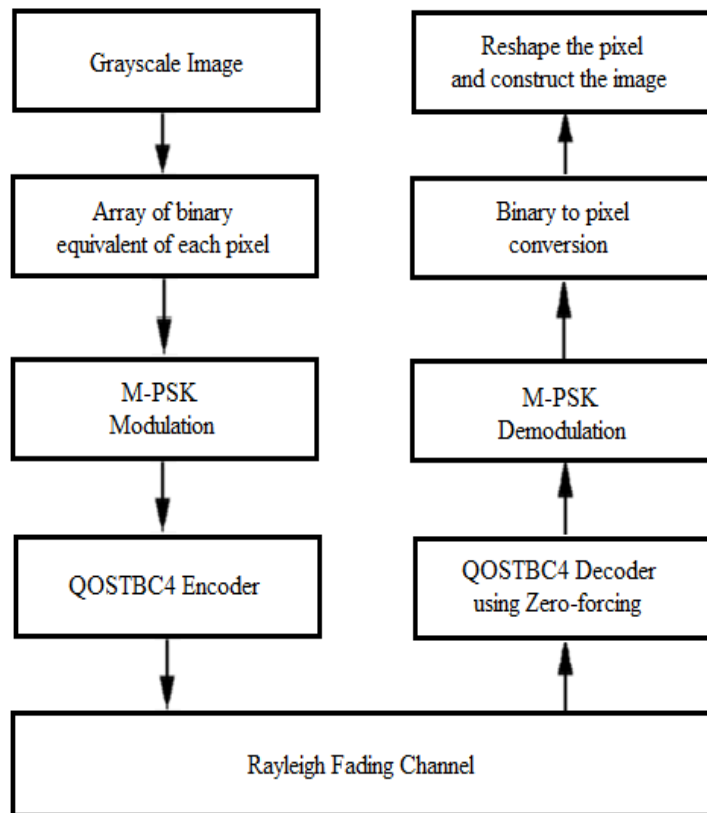 Grayscale Image
Array of binary
equivalent of each pixel
M-PSK
Modulation
QOSTBC4 Encoder
Rayleigh Fading Channel
QOSTBC4 Decoder
using Zero-forcing
M-PSK
Demodulation
Binary to pixel
conversion
Reshape the pixel
and construct the image